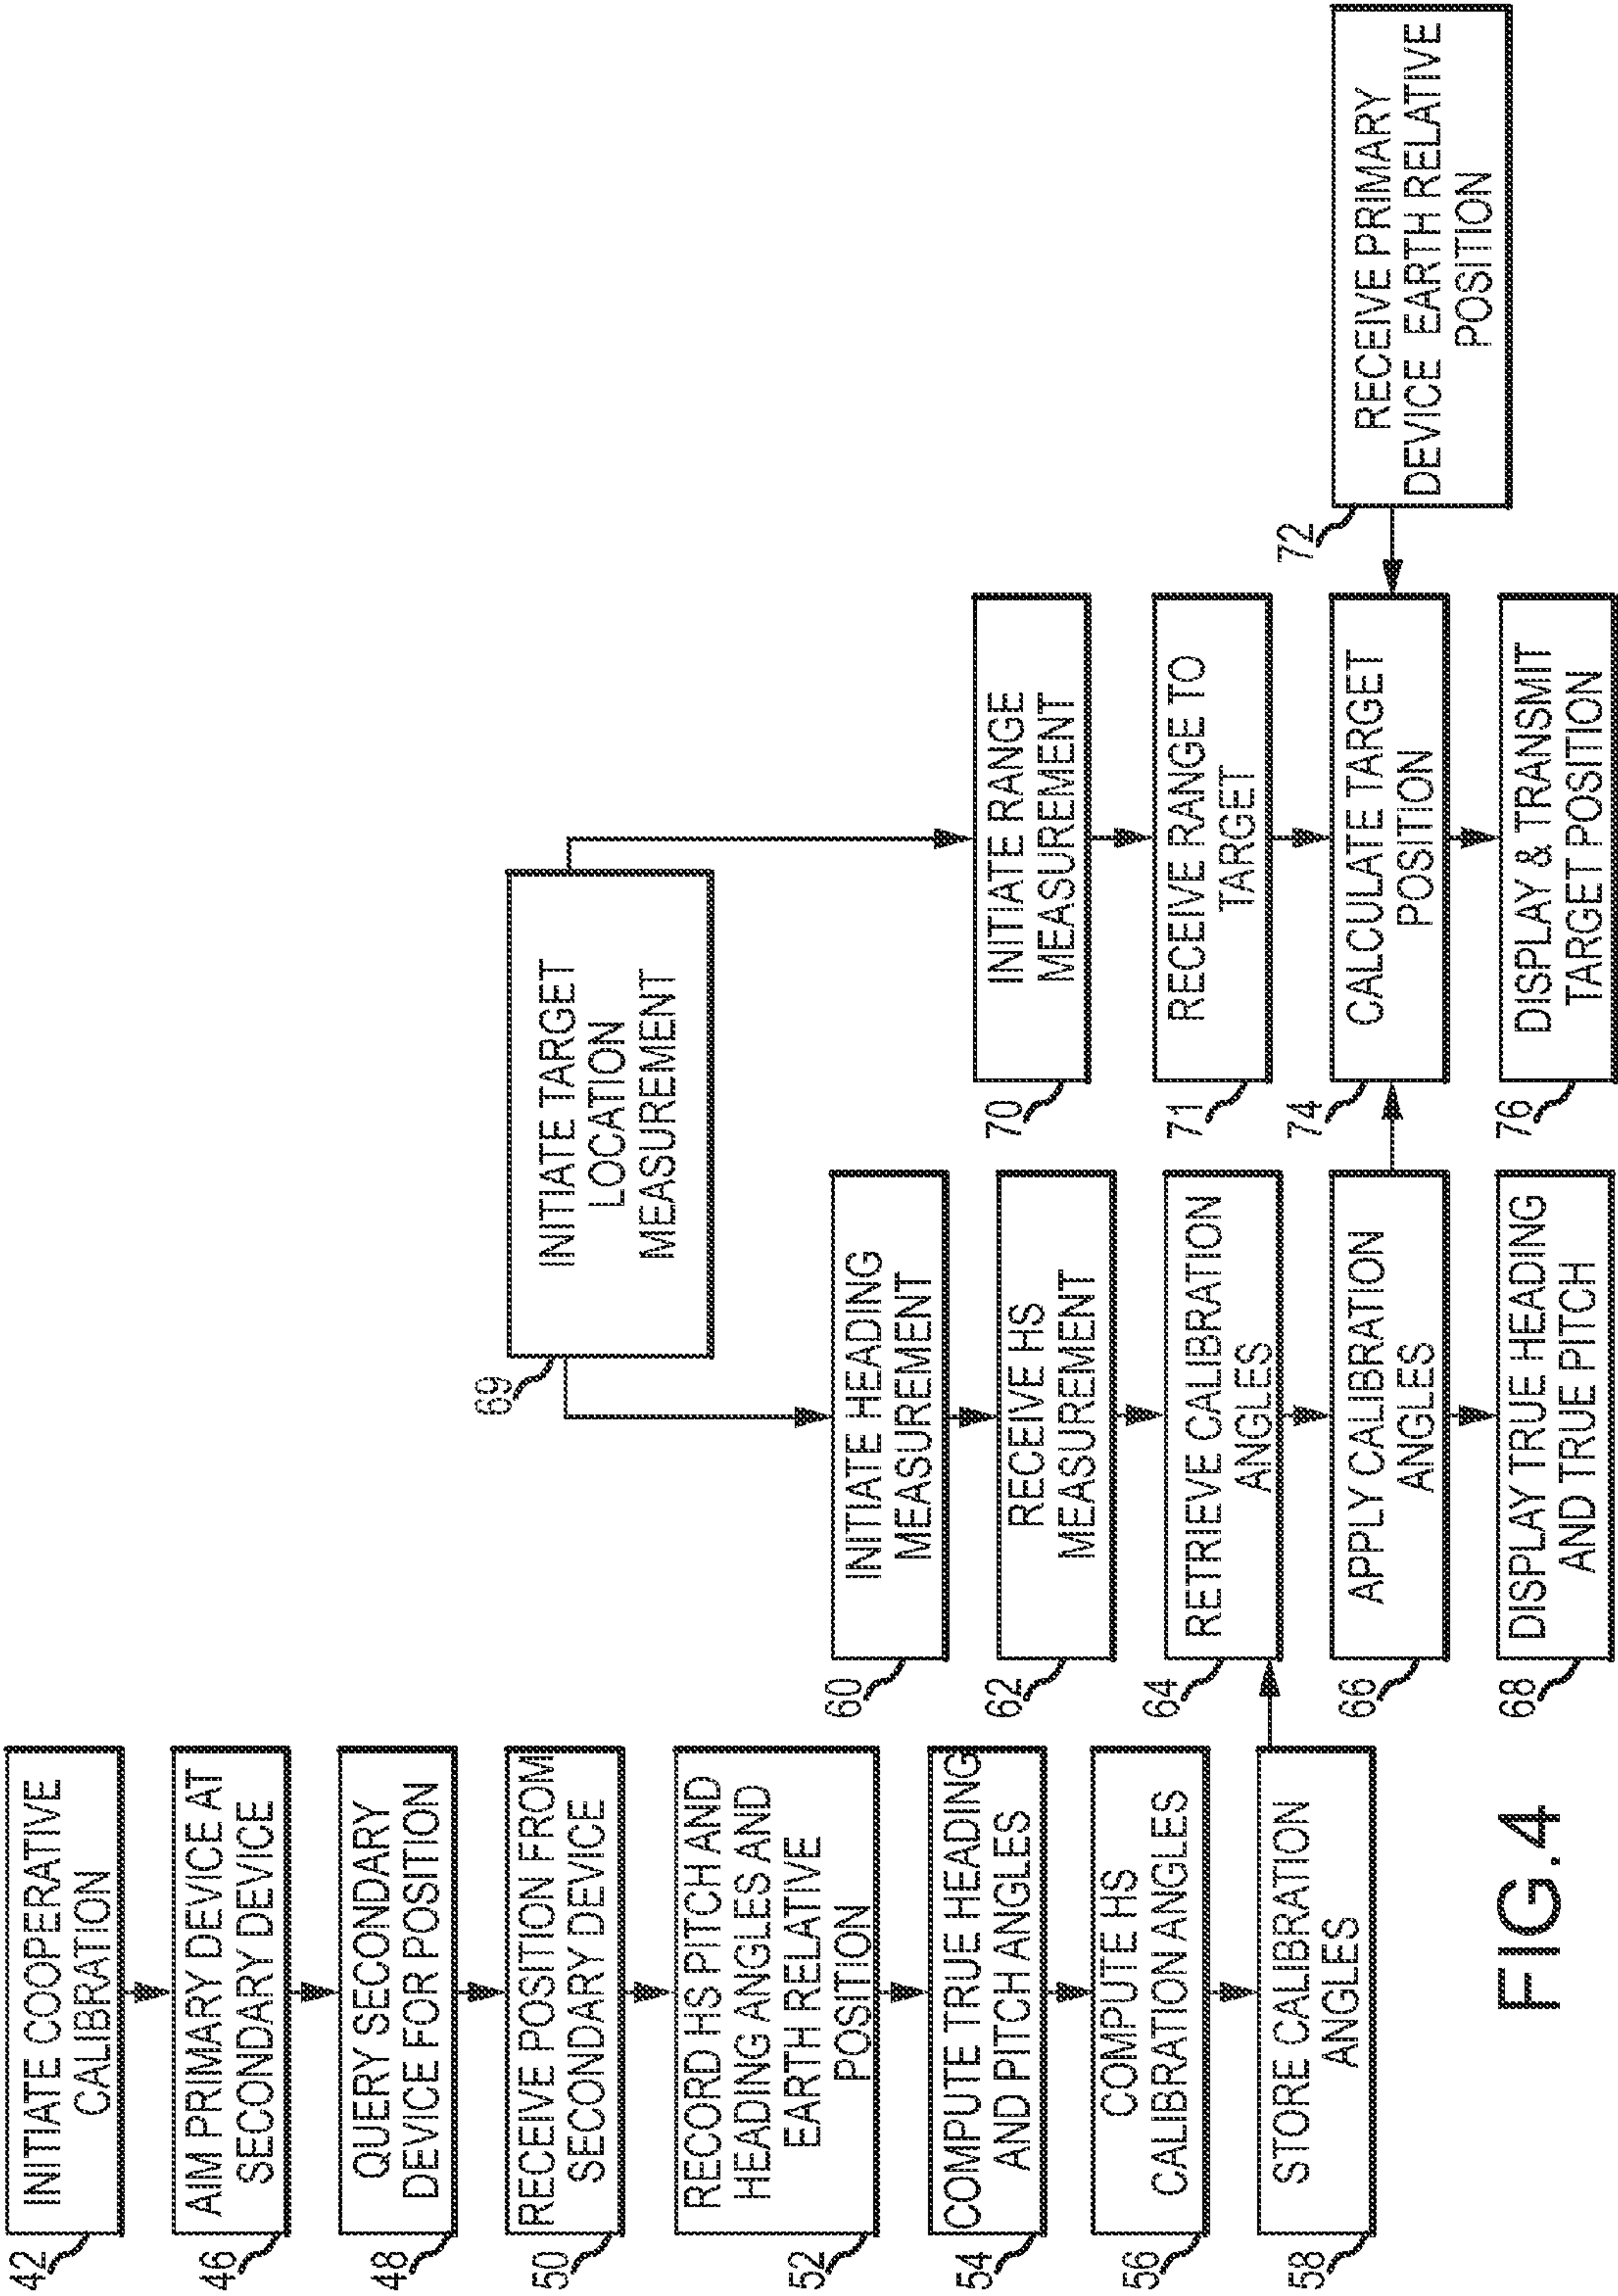 42
INITIATE COOPERATIVE
CALIBRATION
46
AIM PRIMARY DEVICE AT
SECONDARY DEVICE
48
QUERY SECONDARY
DEVICE FOR POSITION
50
RECEIVE POSITION FROM
SECONDARY DEVICE
52
RECORD HS PITCH AND
HEADING ANGLES AND
EARTH RELATIVE
POSITION
54
COMPUTE TRUE HEADING
AND PITCH ANGLES
56
COMPUTE HS
CALIBRATION ANGLES
58
STORE CALIBRATION
ANGLES
69
INITIATE TARGET
LOCATION
MEASUREMENT
60
INITIATE HEADING
MEASUREMENT
62
RECEIVE HS
MEASUREMENT
64
RETRIEVE CALIBRATION
ANGLES
66
APPLY CALIBRATION
ANGLES
68
DISPLAY TRUE HEADING
AND TRUE PITCH
70
INITIATE RANGE
MEASUREMENT
71
RECEIVE RANGE TO
TARGET
74
CALCULATE TARGET
POSITION
76
DISPLAY & TRANSMIT
TARGET POSITION
72
RECEIVE PRIMARY
DEVICE EARTH RELATIVE
POSITION
FIG.4